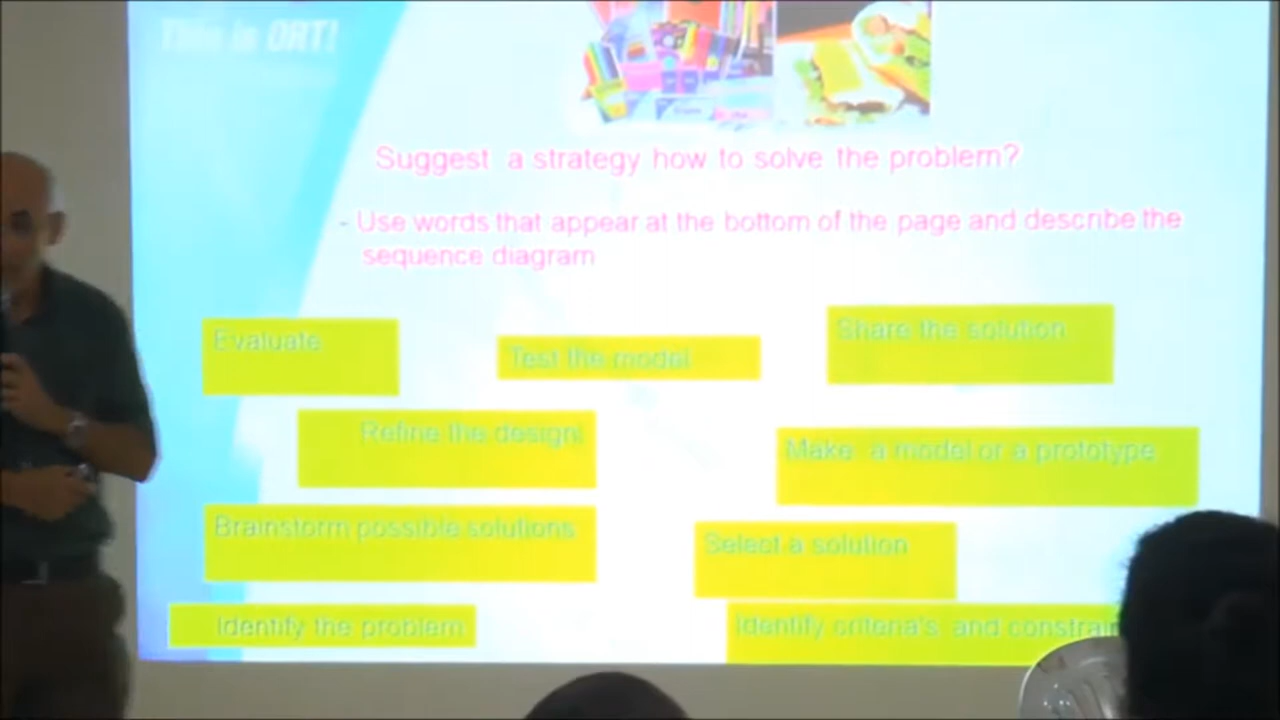 This is ORT!
Suggest a strategy how to solve the problem?
- Use words that appear at the bottom of the page and describe the
sequence diagram
Evaluate
Test the model
Share the solution
Refine the design
Make a model or a prototype
Brainstorm possible solutions
Select a solution
Identify the problem
Identify criteria's and